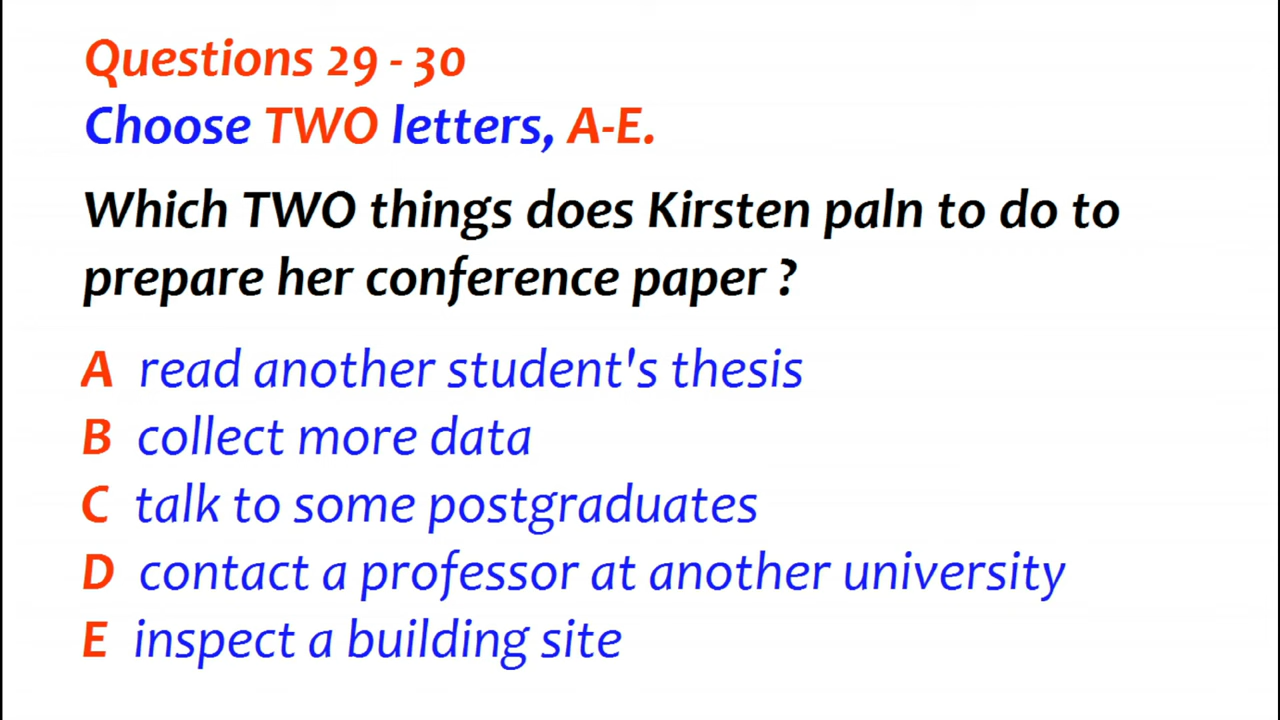 Questions 29 - 30
Choose TWO letters, A-E.
Which TWO things does Kirsten paln to do to
prepare her conference paper ?
A read another student's thesis
B collect more data
C talk to some postgraduates
D contact a professor at another university
E inspect a building site